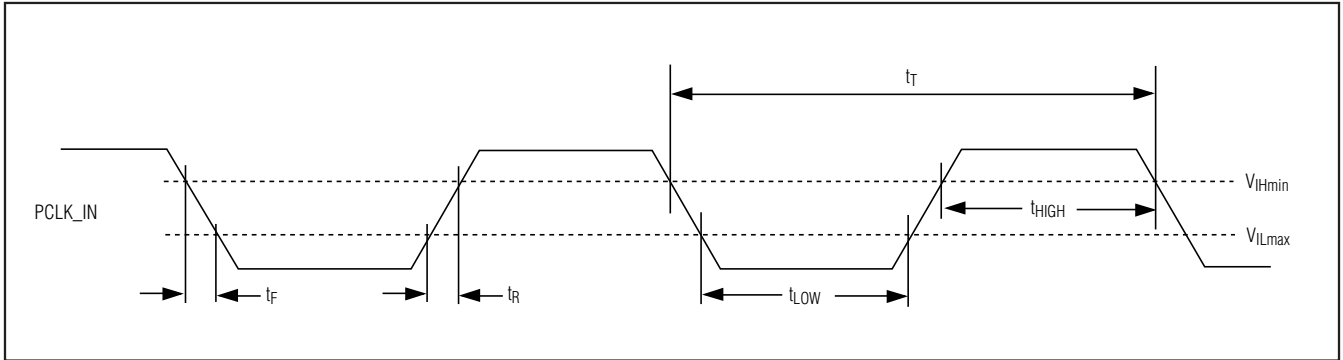 tT
VIHmin
PCLK_IN
tHIGH
VILmax
tF
tR
tLOW